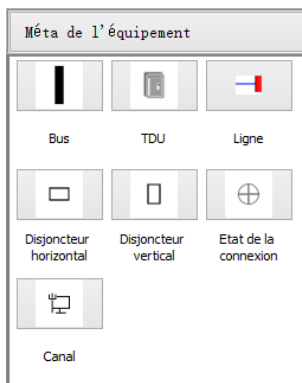 Méta de l'équipement
Bus
TDU
Ligne
Disjoncteur horizontal
Disjoncteur vertical
Etat de la connexion
Canal